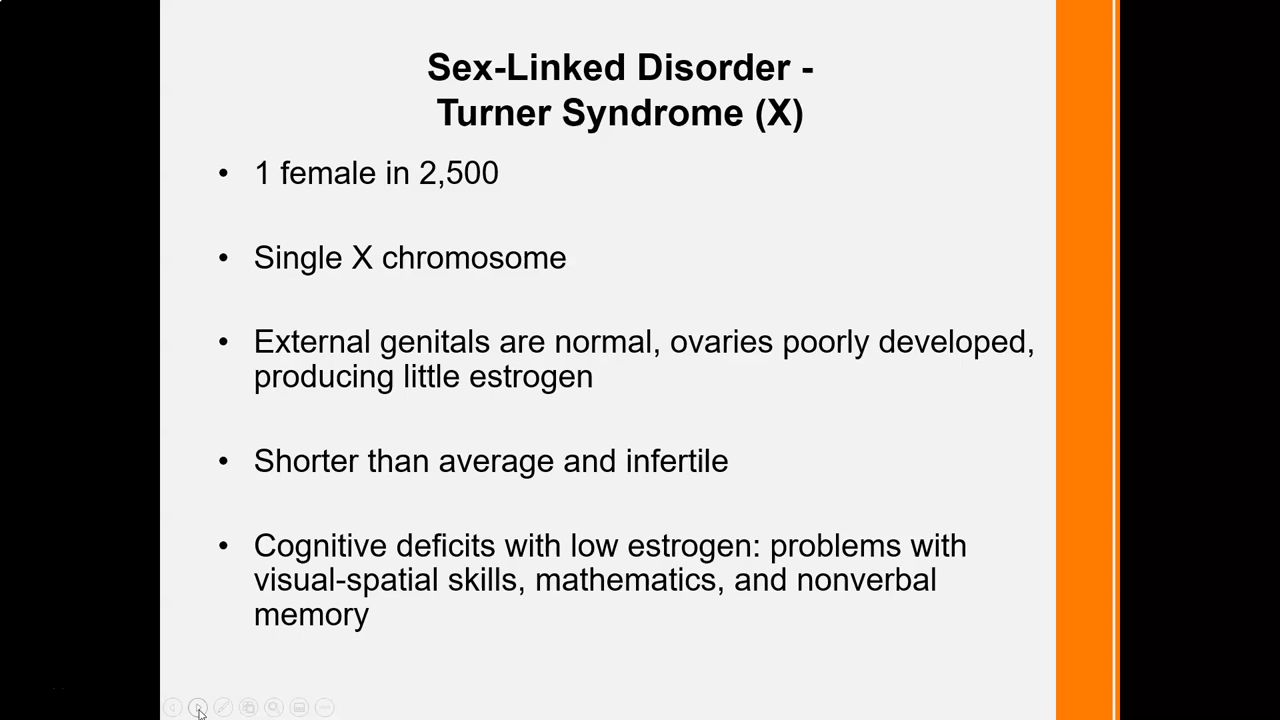 Sex-Linked Disorder -
Turner Syndrome (X)
• 1 female in 2,500
• Single X chromosome
• External genitals are normal, ovaries poorly developed,
producing little estrogen
• Shorter than average and infertile
• Cognitive deficits with low estrogen: problems with
visual-spatial skills, mathematics, and nonverbal
memory